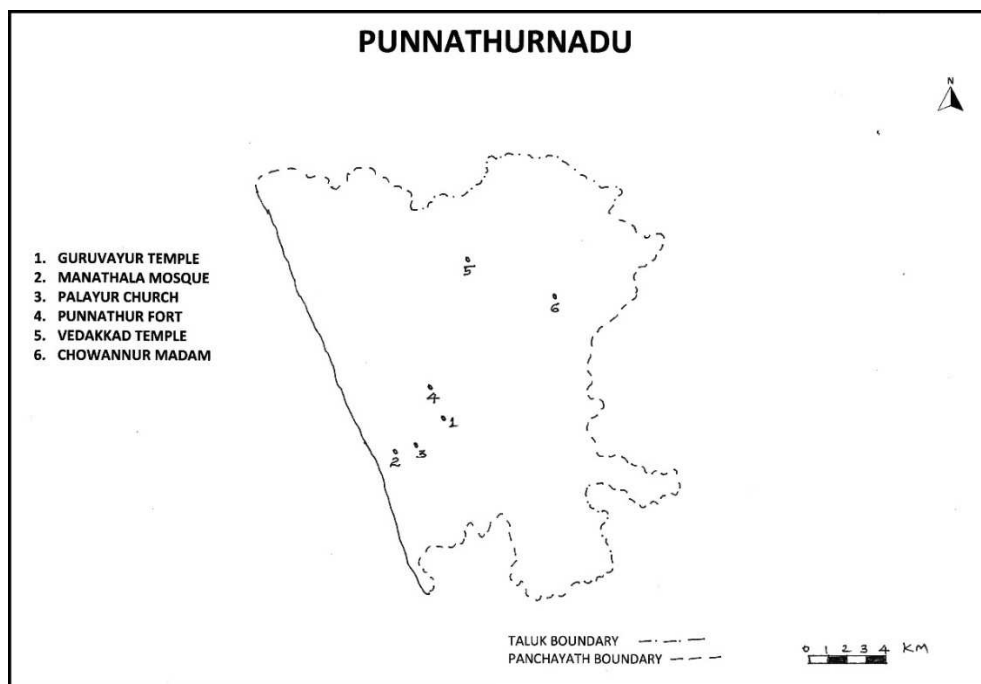 PUNNATHURNADU
N
1. GURUVAYUR TEMPLE
2. MANATHALA MOSQUE
3. PALAYUR CHURCH
4. PUNNATHUR FORT
5. VEDAKKAD TEMPLE
6. CHOWANNUR MADAM
5
6
4
1
2
3
TALUK BOUNDARY
PANCHAYATH BOUNDARY
0 1 2 3 4 KM